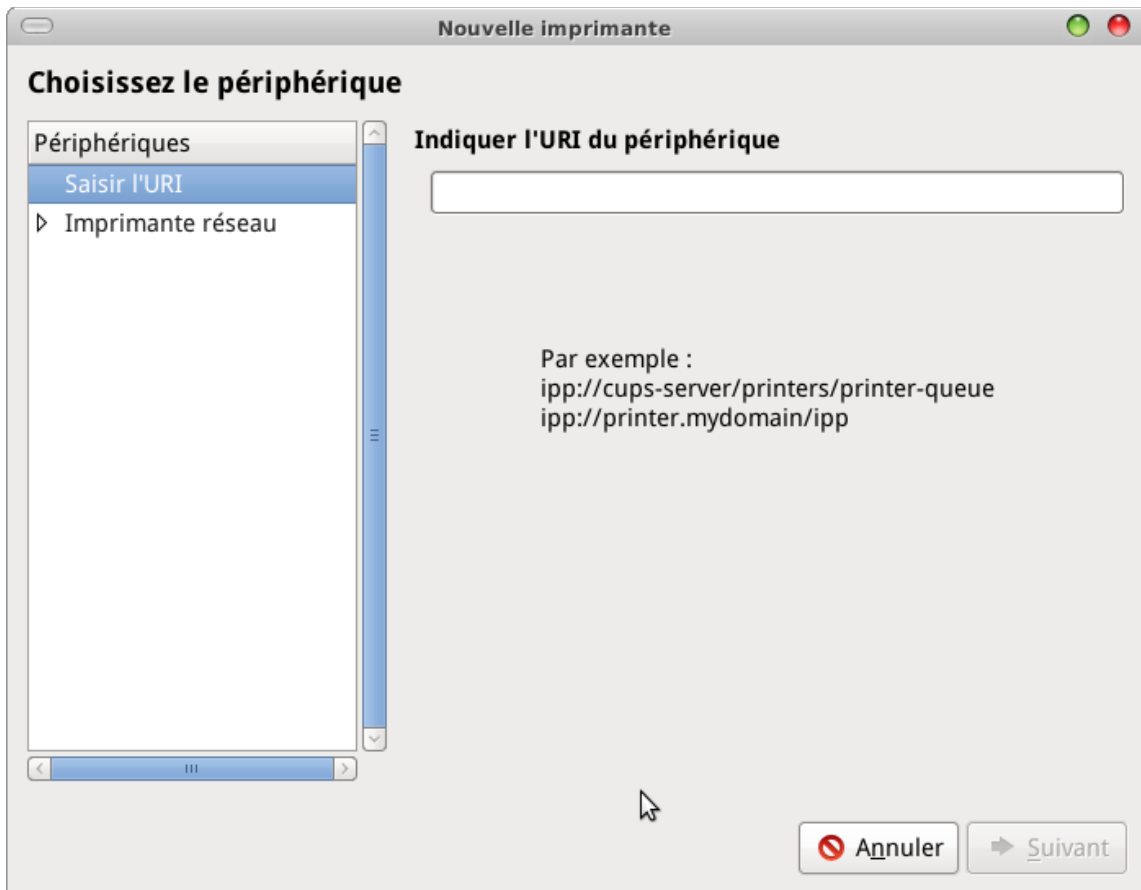 Nouvelle imprimante
Choisissez le périphérique
Périphériques
Saisir l'URI
Imprimante réseau
Indiquer l'URI du périphérique
Par exemple :
ipp://cups-server/printers/printer-queue
ipp://printer.mydomain/ipp
Annuler
Suivant